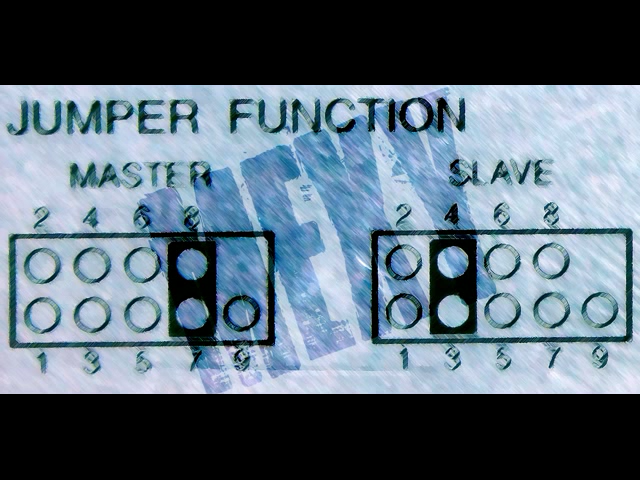 JUMPER FUNCTION
MASTER SLAVE
2 4 6 8 2 4 6 8
1 3 5 7 9 1 3 5 7 9